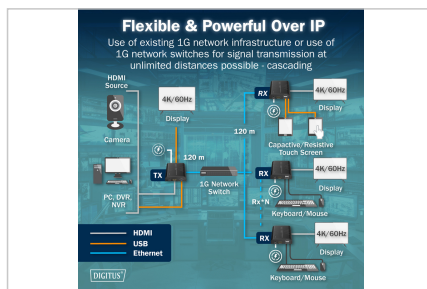 Flexible & Powerful Over IP
Use of existing 1G network infrastructure or use of
1G network switches for signal transmission at
unlimited distances possible - cascading
HDMI
Source
Camera
PC, DVR,
NVR
4K/60Hz
Display
TX
120 m
1G Network
Switch
120 m
RX
4K/60Hz
Display
Capactive/Resistive
Touch Screen
RX
4K/60Hz
Display
Keyboard/Mouse
Rx*N
RX
4K/60Hz
Display
Keyboard/Mouse
HDMI
USB
Ethernet
DIGITUS